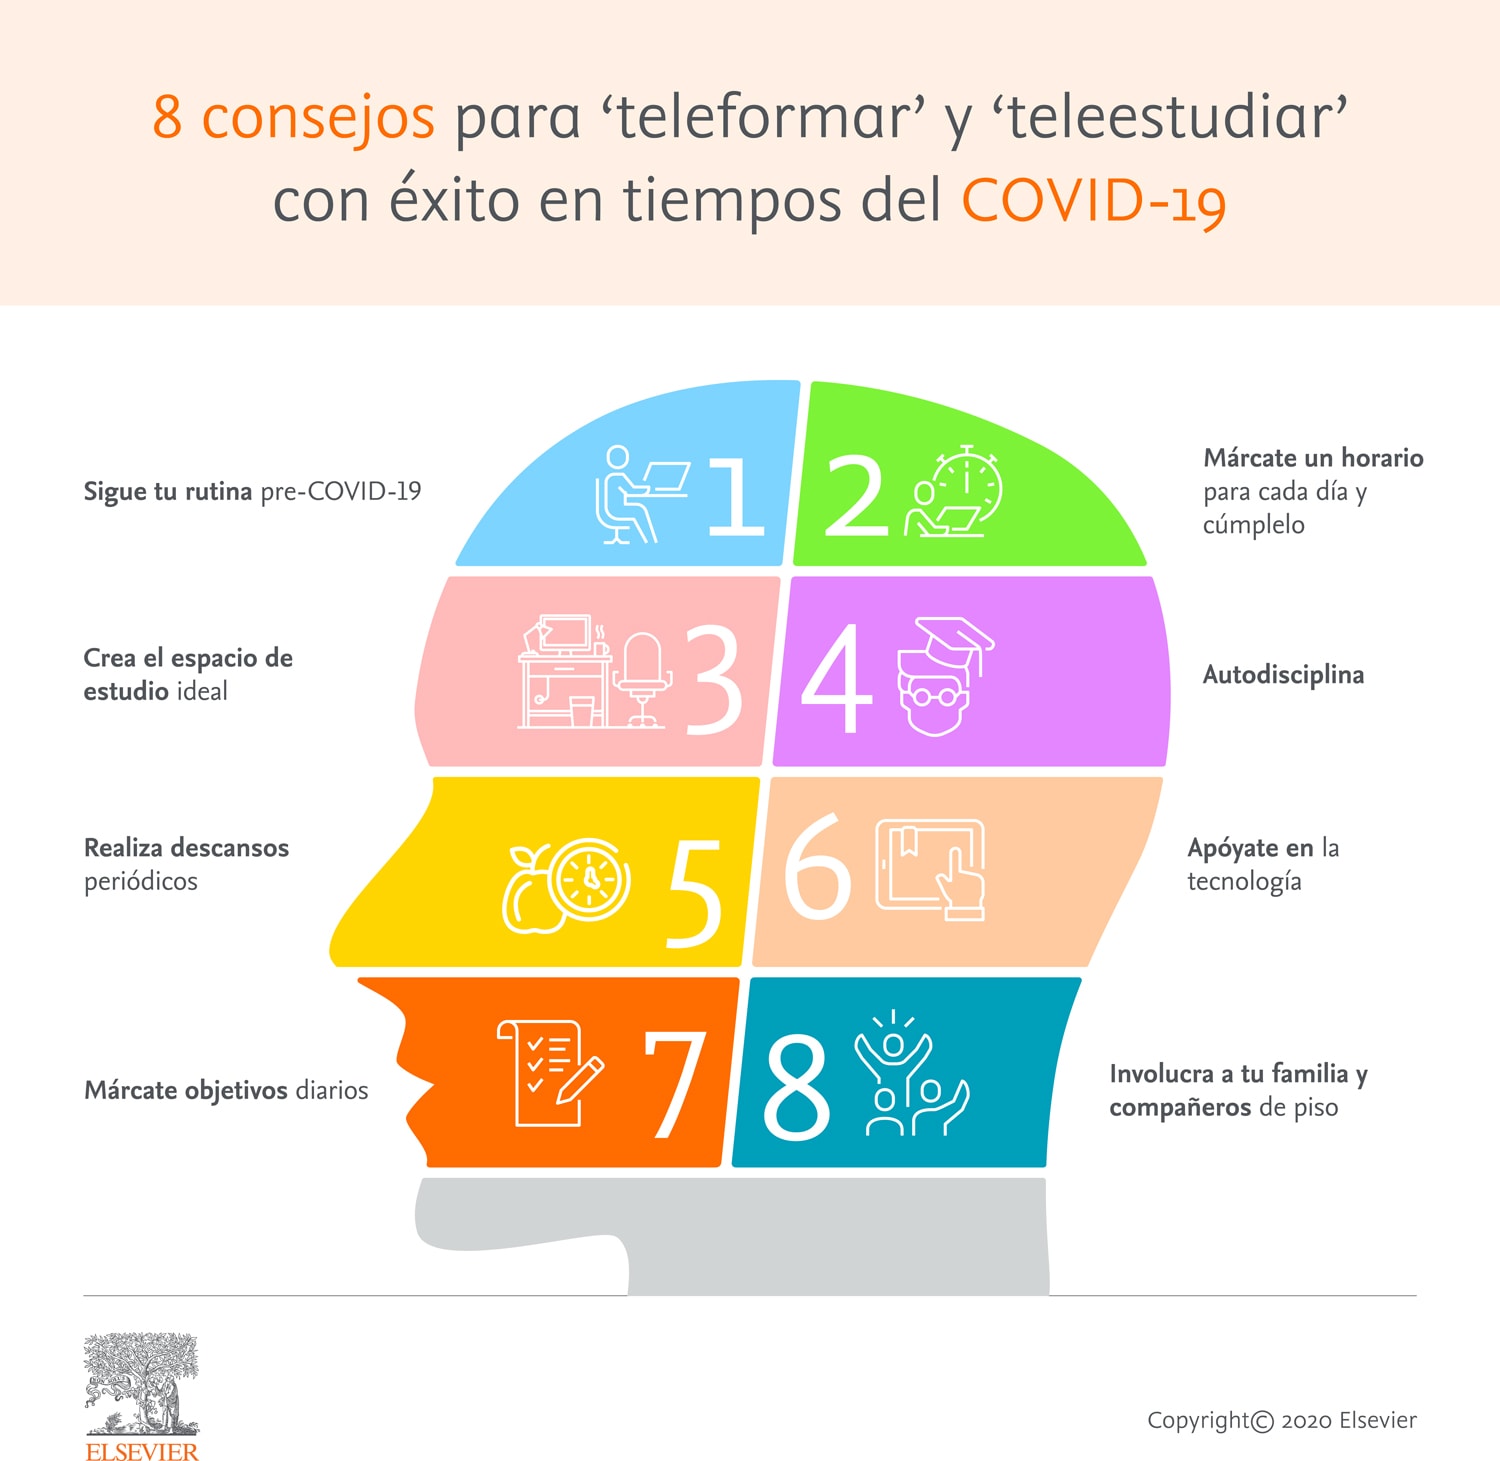 8 consejos para ‘teleformar’ y ‘teleestudiar’
con éxito en tiempos del COVID-19
1
Sigue tu rutina pre-COVID-19
2
Márcate un horario
para cada día y
cúmplelo
3
Crea el espacio de
estudio ideal
4
Autodisciplina
5
Realiza descansos
periódicos
6
Apóyate en la
tecnología
7
Márcate objetivos diarios
8
Involucra a tu familia y
compañeros de piso
ELSEVIER
Copyright© 2020 Elsevier